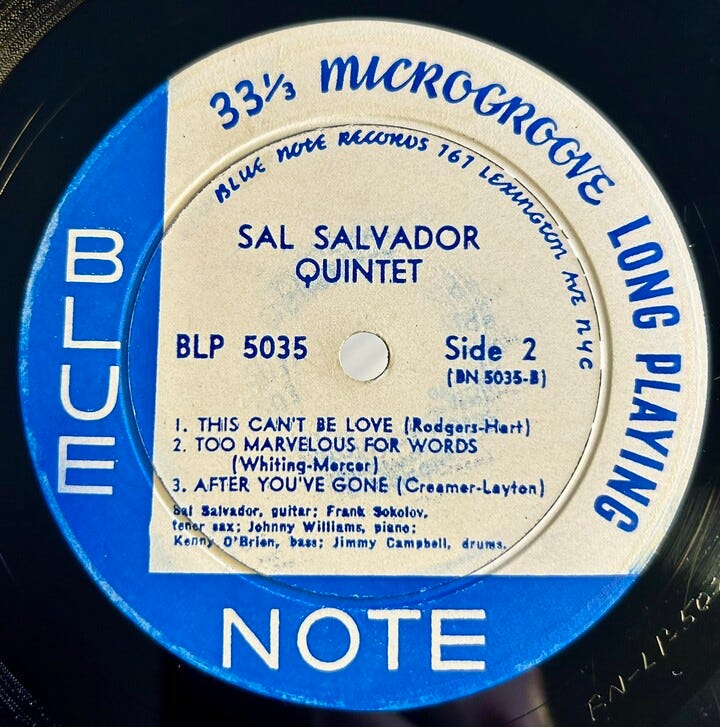 33⅓ MICROGROOVE LONG PLAYING
BLUE NOTE RECORDS 767 LEXINGTON AVE NYC
SAL SALVADOR
QUINTET
BLP 5035
Side 2
(BN 5035-B)
1. THIS CAN'T BE LOVE (Rodgers-Hart)
2. TOO MARVELOUS FOR WORDS
(Whiting-Mercer)
3. AFTER YOU'VE GONE (Creamer-Layton)
Sal Salvador, guitar; Frank Sokolov,
tenor sax; Johnny Williams, piano;
Kenny O'Brien, bass; Jimmy Campbell, drums.
BLUE
NOTE